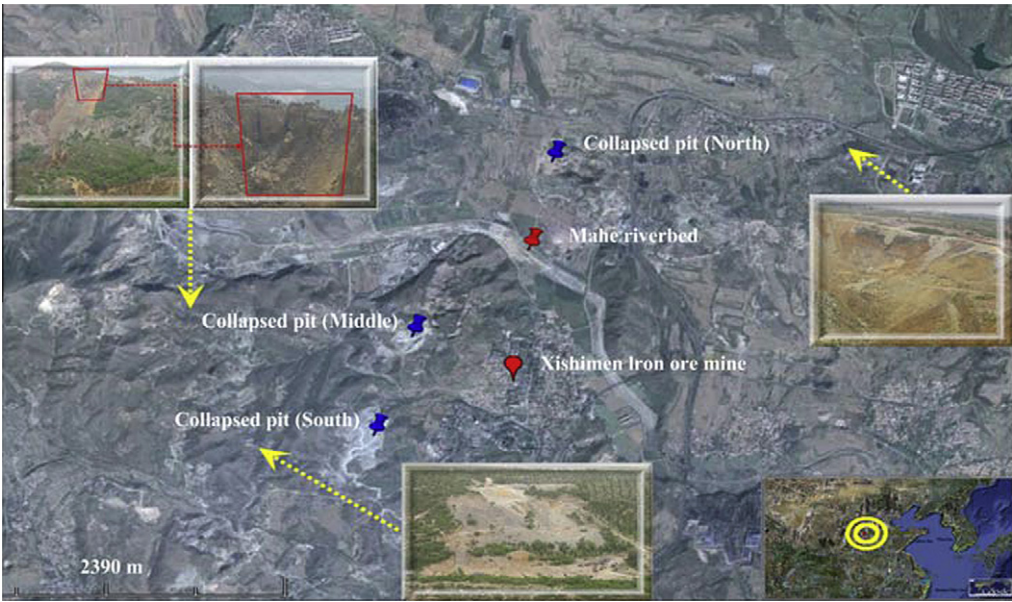 Collapsed pit (North)
Mahe riverbed
Collapsed pit (Middle)
Xishimen Iron ore mine
Collapsed pit (South)
2390 m